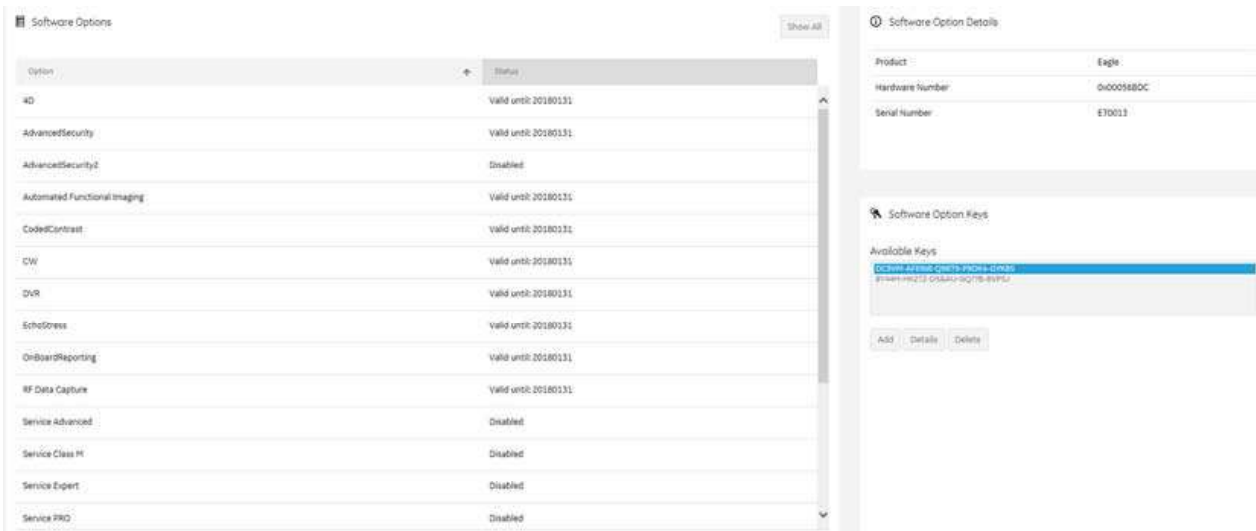 Software Options
Show All
Option Status
4D Valid until: 20180131
AdvancedSecurity Valid until: 20180131
AdvancedSecurity2 Disabled
Automated Functional Imaging Valid until: 20180131
CodedContrast Valid until: 20180131
CW Valid until: 20180131
DVR Valid until: 20180131
EchoStress Valid until: 20180131
OnBoardReporting Valid until: 20180131
RF Data Capture Valid until: 20180131
Service Advanced Disabled
Service Class M Disabled
Service Expert Disabled
Service PRO Disabled
Software Option Details
Product Eagle
Hardware Number 0x00056BDC
Serial Number E70013
Software Option Keys
Available Keys
Add Details Delete